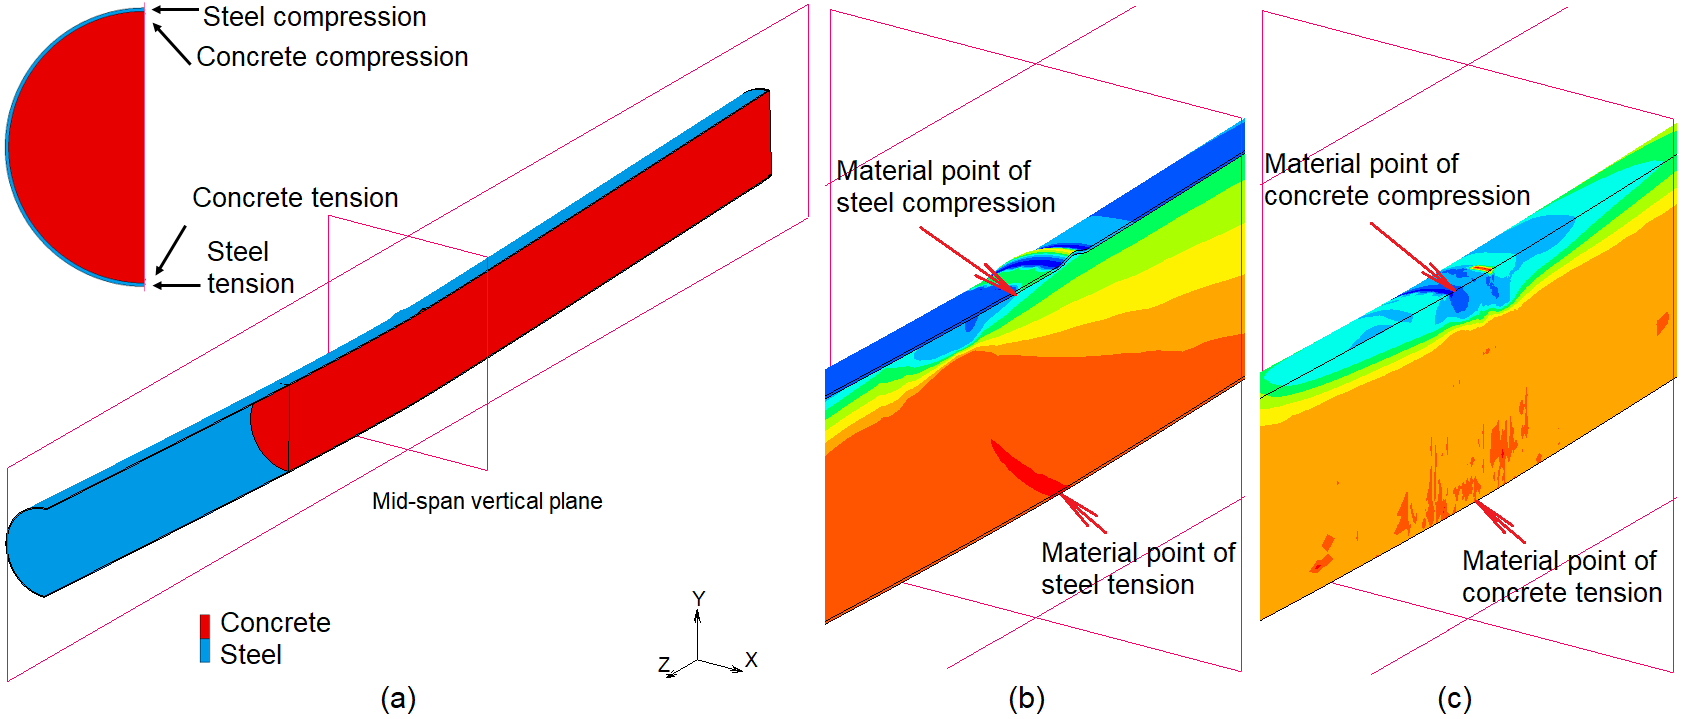 Steel compression
Concrete compression
Concrete tension
Steel
tension
Mid-span vertical plane
Concrete
Steel
Y
Z
X
(a)
Material point of
steel compression
Material point of
steel tension
(b)
Material point of
concrete compression
Material point of
concrete tension
(c)